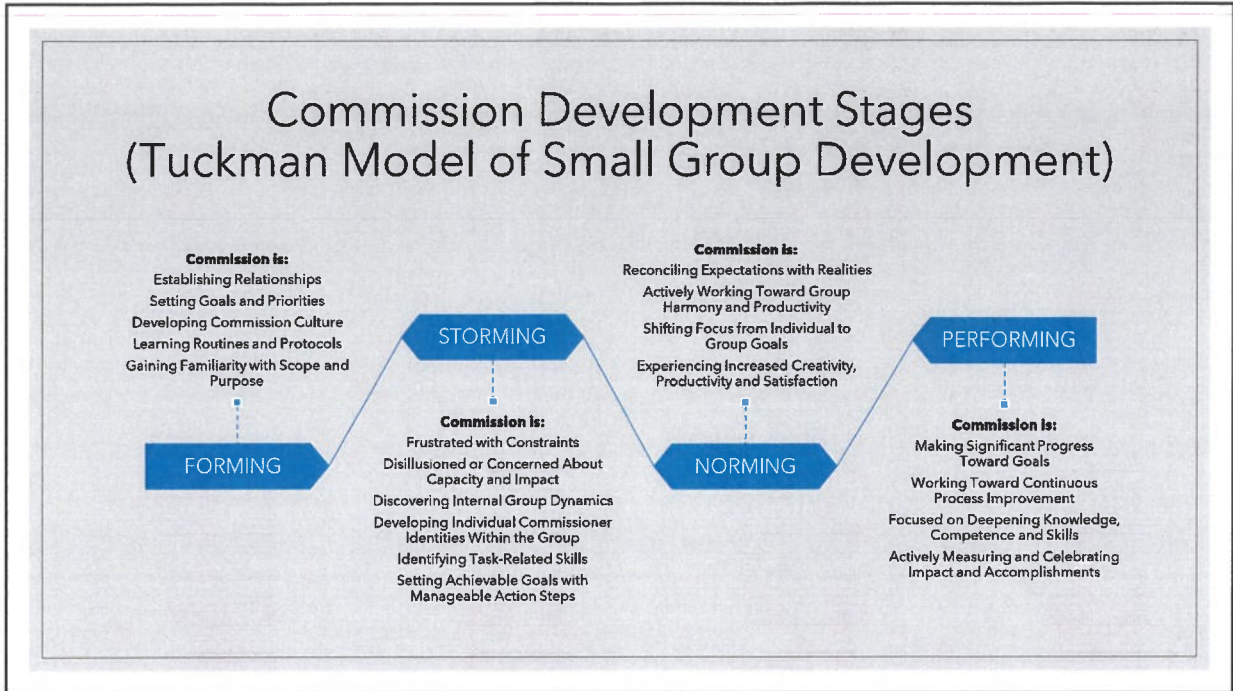 Commission Development Stages
(Tuckman Model of Small Group Development)
Commission is:
Establishing Relationships
Setting Goals and Priorities
Developing Commission Culture
Learning Routines and Protocols
Gaining Familiarity with Scope and
Purpose
FORMING
STORMING
Commission is:
Frustrated with Constraints
Disillusioned or Concerned About
Capacity and Impact
Discovering Internal Group Dynamics
Developing Individual Commissioner
Identities Within the Group
Identifying Task-Related Skills
Setting Achievable Goals with
Manageable Action Steps
Commission is:
Reconciling Expectations with Realities
Actively Working Toward Group
Harmony and Productivity
Shifting Focus from Individual to
Group Goals
Experiencing Increased Creativity,
Productivity and Satisfaction
NORMING
PERFORMING
Commission is:
Making Significant Progress
Toward Goals
Working Toward Continuous
Process Improvement
Focused on Deepening Knowledge,
Competence and Skills
Actively Measuring and Celebrating
Impact and Accomplishments